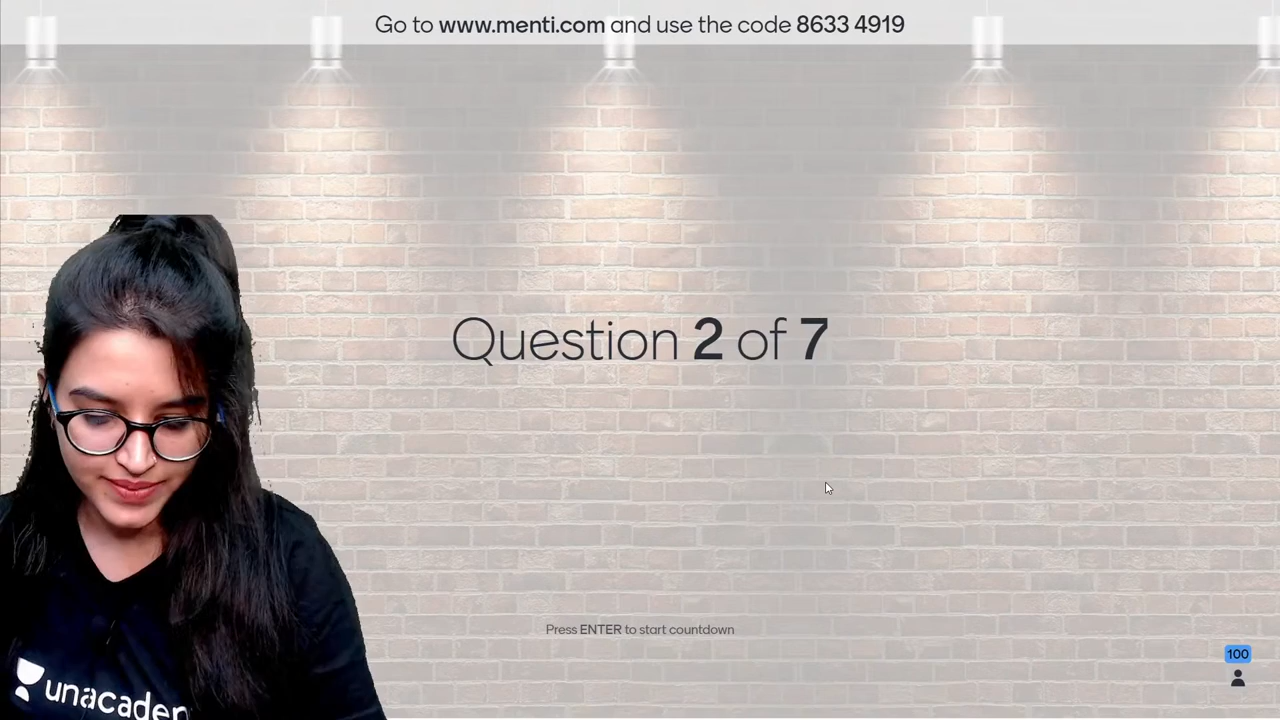 Go to www.menti.com and use the code 8633 4919
Question 2 of 7
Press ENTER to start countdown
100
unacadem